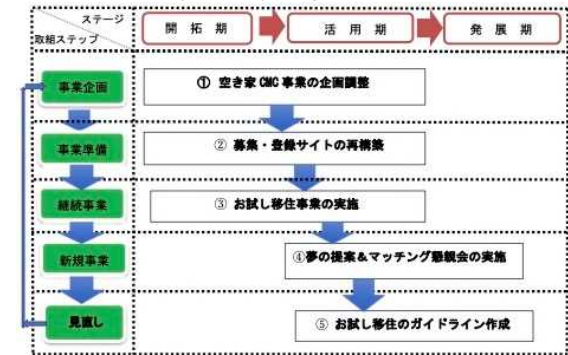 ステージ
取組ステップ
開 拓 期
活 用 期
発 展 期
事業企画
① 空き家 CMC 事業の企画調整
事業準備
② 募集・登録サイトの再構築
継続事業
③ お試し移住事業の実施
新規事業
④夢の提案&マッチング懇親会の実施
見直し
⑤ お試し移住のガイドライン作成